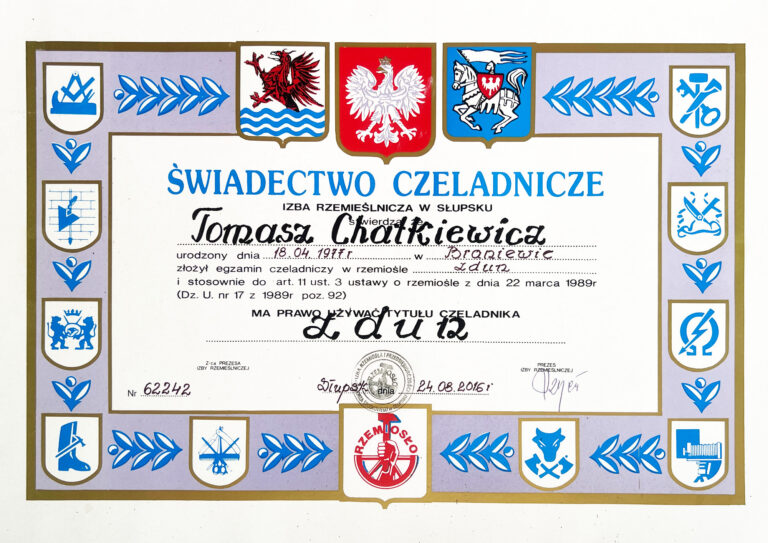 ŚWIADECTWO CZELADNICZE
IZBA RZEMIEŚLNICZA W SŁUPSKU
stwierdza że
Tomasz Chatkiewicz
urodzony dnia 18.04.1977r w Braniewie
złożył egzamin czeladniczy w rzemiośle zdun
i stosownie do art. 11 ust. 3 ustawy o rzemiośle z dnia 22 marca 1989r
(Dz. U. nr 17 z 1989r poz. 92)
MA PRAWO UŻYWAĆ TYTUŁU CZELADNIKA
zdun
Z-ca PREZESA
IZBY RZEMIEŚLNICZEJ
PREZES
IZBY RZEMIEŚLNICZEJ
Nr 62242
Słupsk dnia 24.08.2016r
RZEMIOSŁO